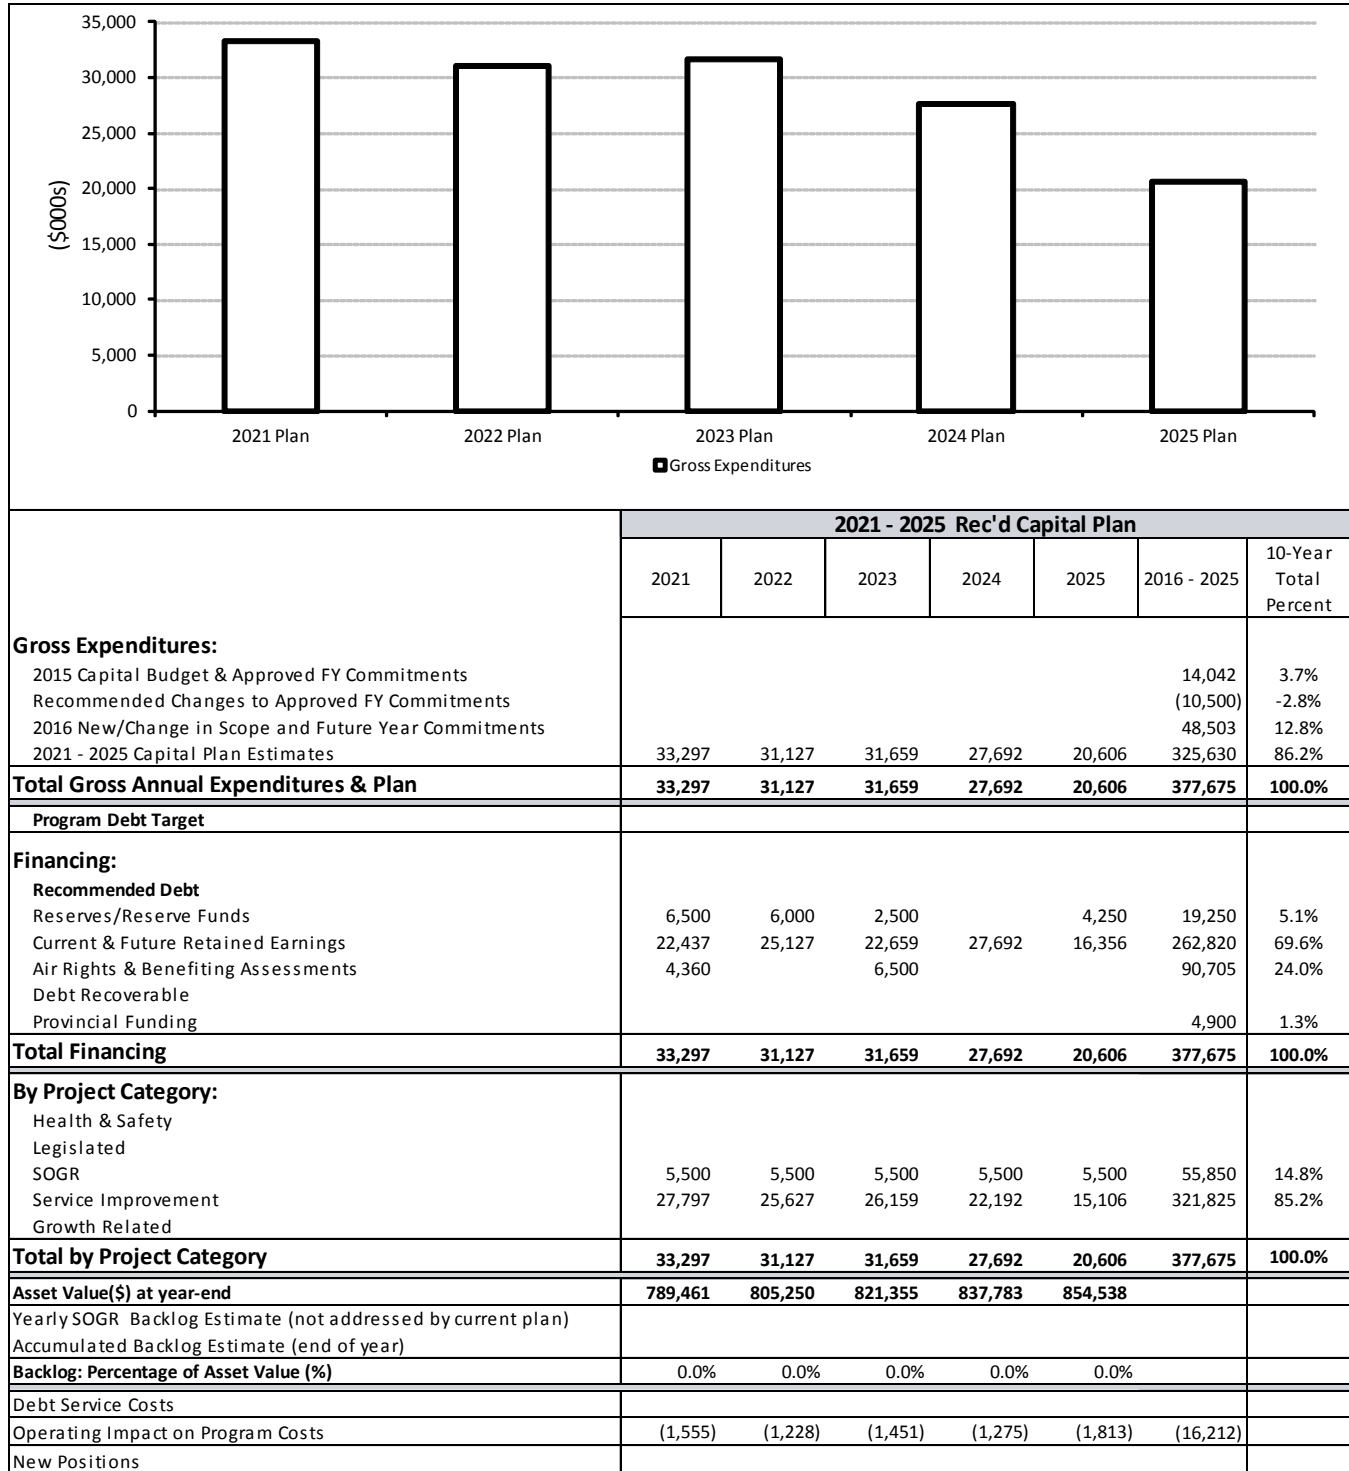 35,000
30,000
25,000
20,000
15,000
10,000
5,000
0
($000s)
2021 Plan 2022 Plan 2023 Plan 2024 Plan 2025 Plan
Gross Expenditures
2021 - 2025 Rec'd Capital Plan
2021 2022 2023 2024 2025 2016 - 2025 10-Year Total Percent
Gross Expenditures:
2015 Capital Budget & Approved FY Commitments 14,042 3.7%
Recommended Changes to Approved FY Commitments (10,500) -2.8%
2016 New/Change in Scope and Future Year Commitments 48,503 12.8%
2021 - 2025 Capital Plan Estimates 33,297 31,127 31,659 27,692 20,606 325,630 86.2%
Total Gross Annual Expenditures & Plan 33,297 31,127 31,659 27,692 20,606 377,675 100.0%
Program Debt Target
Financing:
Recommended Debt
Reserves/Reserve Funds 6,500 6,000 2,500 4,250 19,250 5.1%
Current & Future Retained Earnings 22,437 25,127 22,659 27,692 16,356 262,820 69.6%
Air Rights & Benefiting Assessments 4,360 6,500 90,705 24.0%
Debt Recoverable
Provincial Funding 4,900 1.3%
Total Financing 33,297 31,127 31,659 27,692 20,606 377,675 100.0%
By Project Category:
Health & Safety
Legislated
SOGR 5,500 5,500 5,500 5,500 5,500 55,850 14.8%
Service Improvement 27,797 25,627 26,159 22,192 15,106 321,825 85.2%
Growth Related
Total by Project Category 33,297 31,127 31,659 27,692 20,606 377,675 100.0%
Asset Value($) at year-end 789,461 805,250 821,355 837,783 854,538
Yearly SOGR Backlog Estimate (not addressed by current plan)
Accumulated Backlog Estimate (end of year)
Backlog: Percentage of Asset Value (%) 0.0% 0.0% 0.0% 0.0% 0.0%
Debt Service Costs
Operating Impact on Program Costs (1,555) (1,228) (1,451) (1,275) (1,813) (16,212)
New Positions